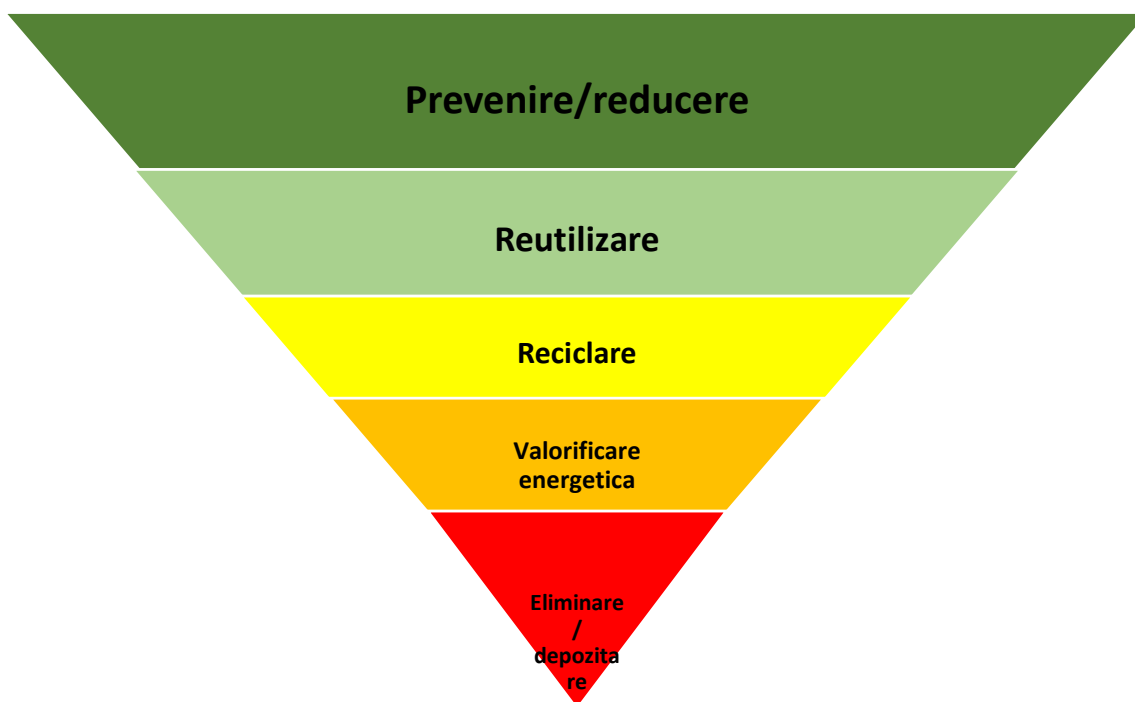 Prevenire/reducere
Reutilizare
Reciclare
Valorificare
energetica
Eliminare
/
depozita
re